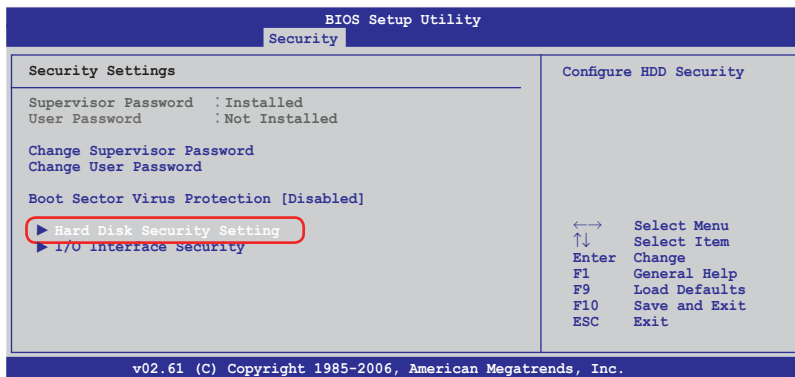 BIOS Setup Utility
Security
Security Settings
Supervisor Password : Installed
User Password : Not Installed
Change Supervisor Password
Change User Password
Boot Sector Virus Protection [Disabled]
▶ Hard Disk Security Setting
▶ I/O Interface Security
Configure HDD Security
←→ Select Menu
↑↓ Select Item
Enter Change
F1 General Help
F9 Load Defaults
F10 Save and Exit
ESC Exit
v02.61 (C) Copyright 1985-2006, American Megatrends, Inc.